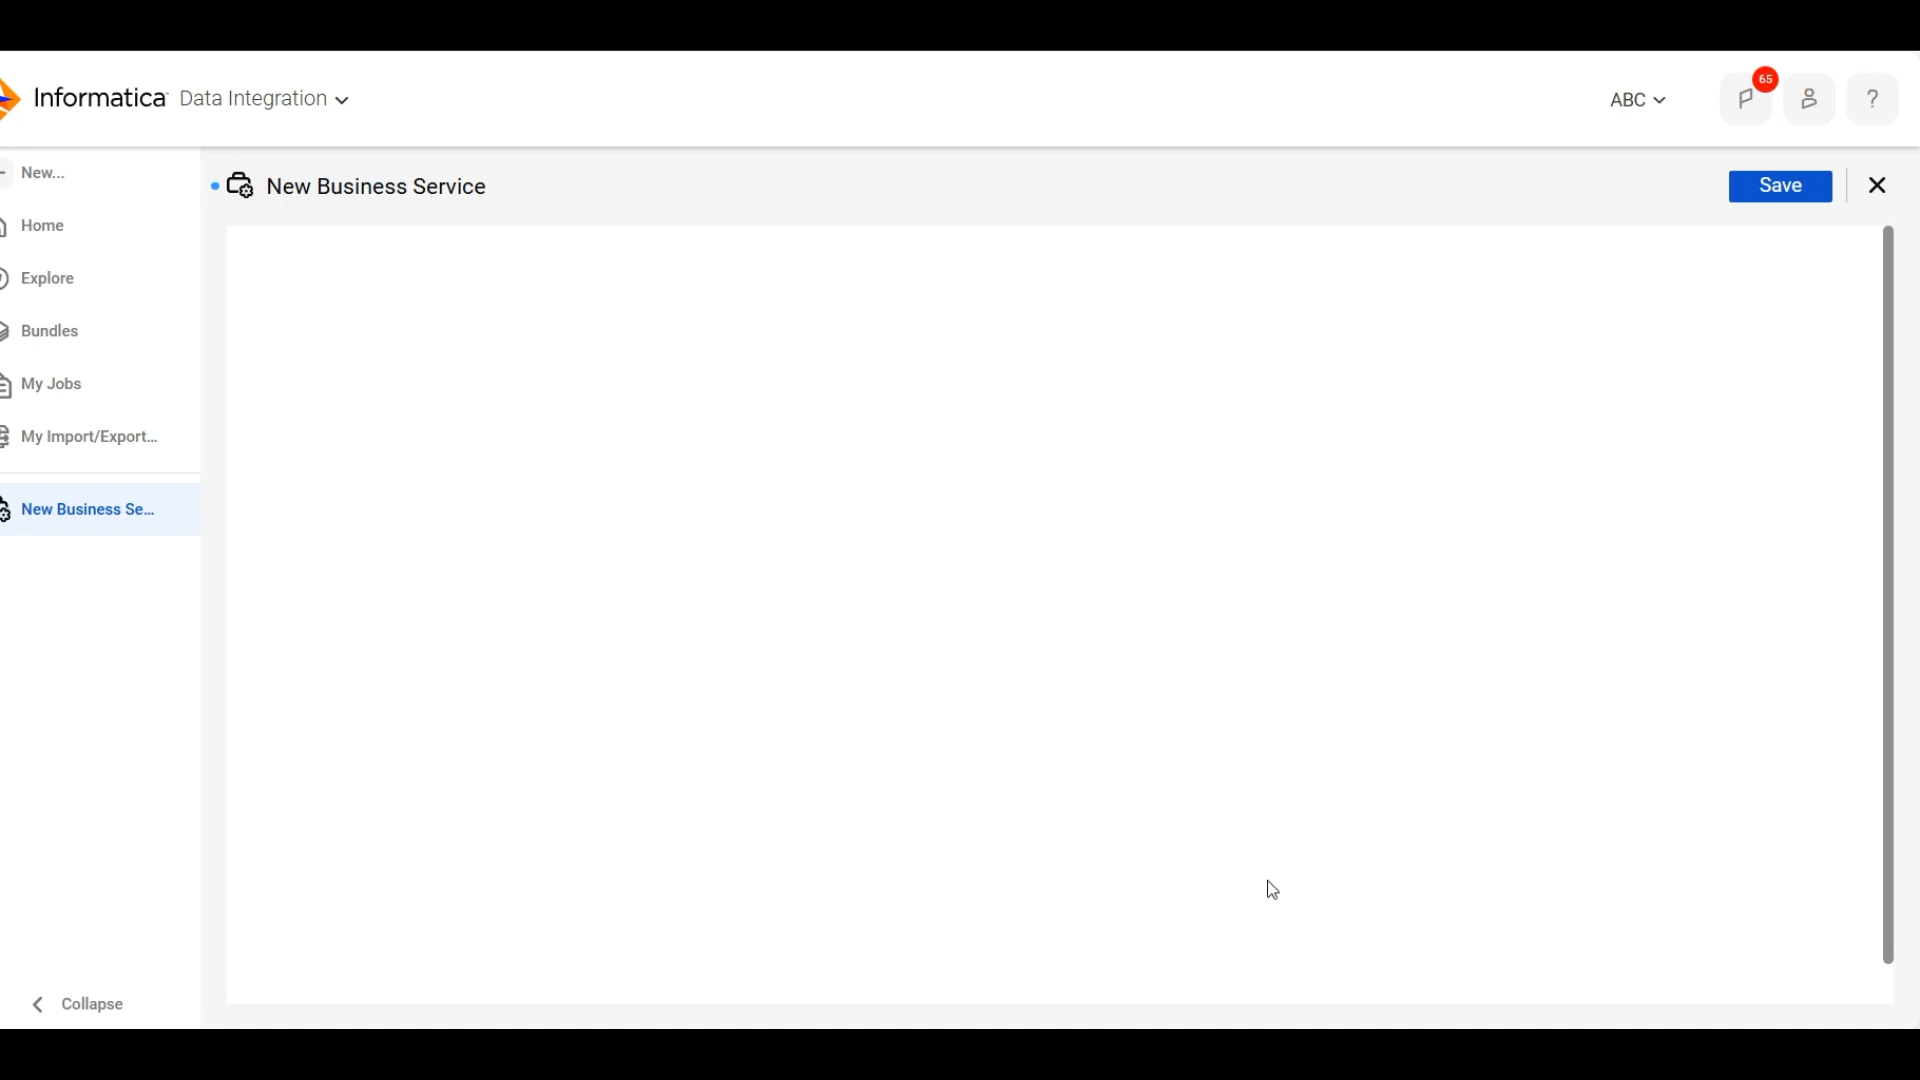 Informatica Data Integration
ABC
65
?
New...
Home
Explore
Bundles
My Jobs
My Import/Export...
New Business Se...
Collapse
New Business Service
Save